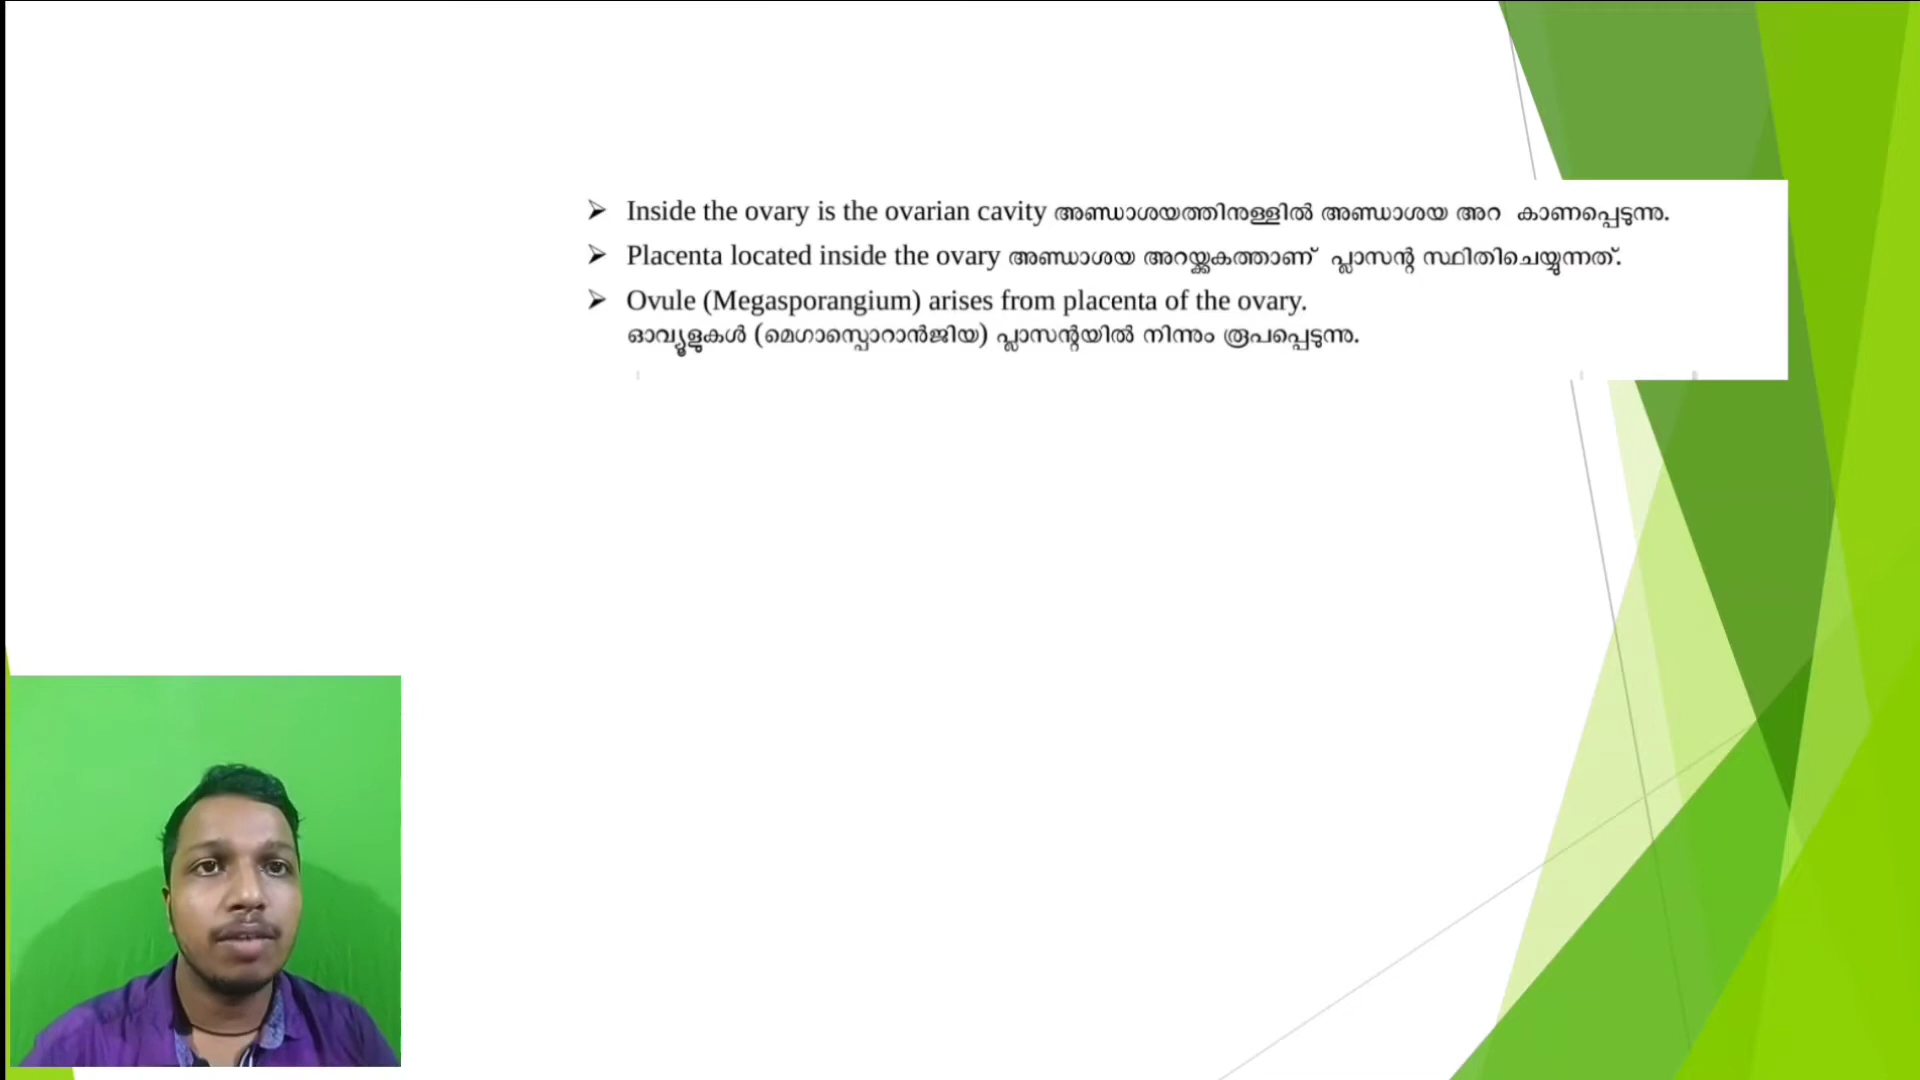 ➢ Inside the ovary is the ovarian cavity അണ്ഡാശയത്തിനുള്ളിൽ അണ്ഡാശയ അറ കാണപ്പെടുന്നു.
➢ Placenta located inside the ovary അണ്ഡാശയ അറയ്ക്കകത്താണ് പ്ലാസന്റ സ്ഥിതിചെയ്യുന്നത്.
➢ Ovule (Megasporangium) arises from placenta of the ovary.
ഓവ്യൂളുകൾ (മെഗാസ്പൊറാൻജിയ) പ്ലാസന്റയിൽ നിന്നും രൂപപ്പെടുന്നു.